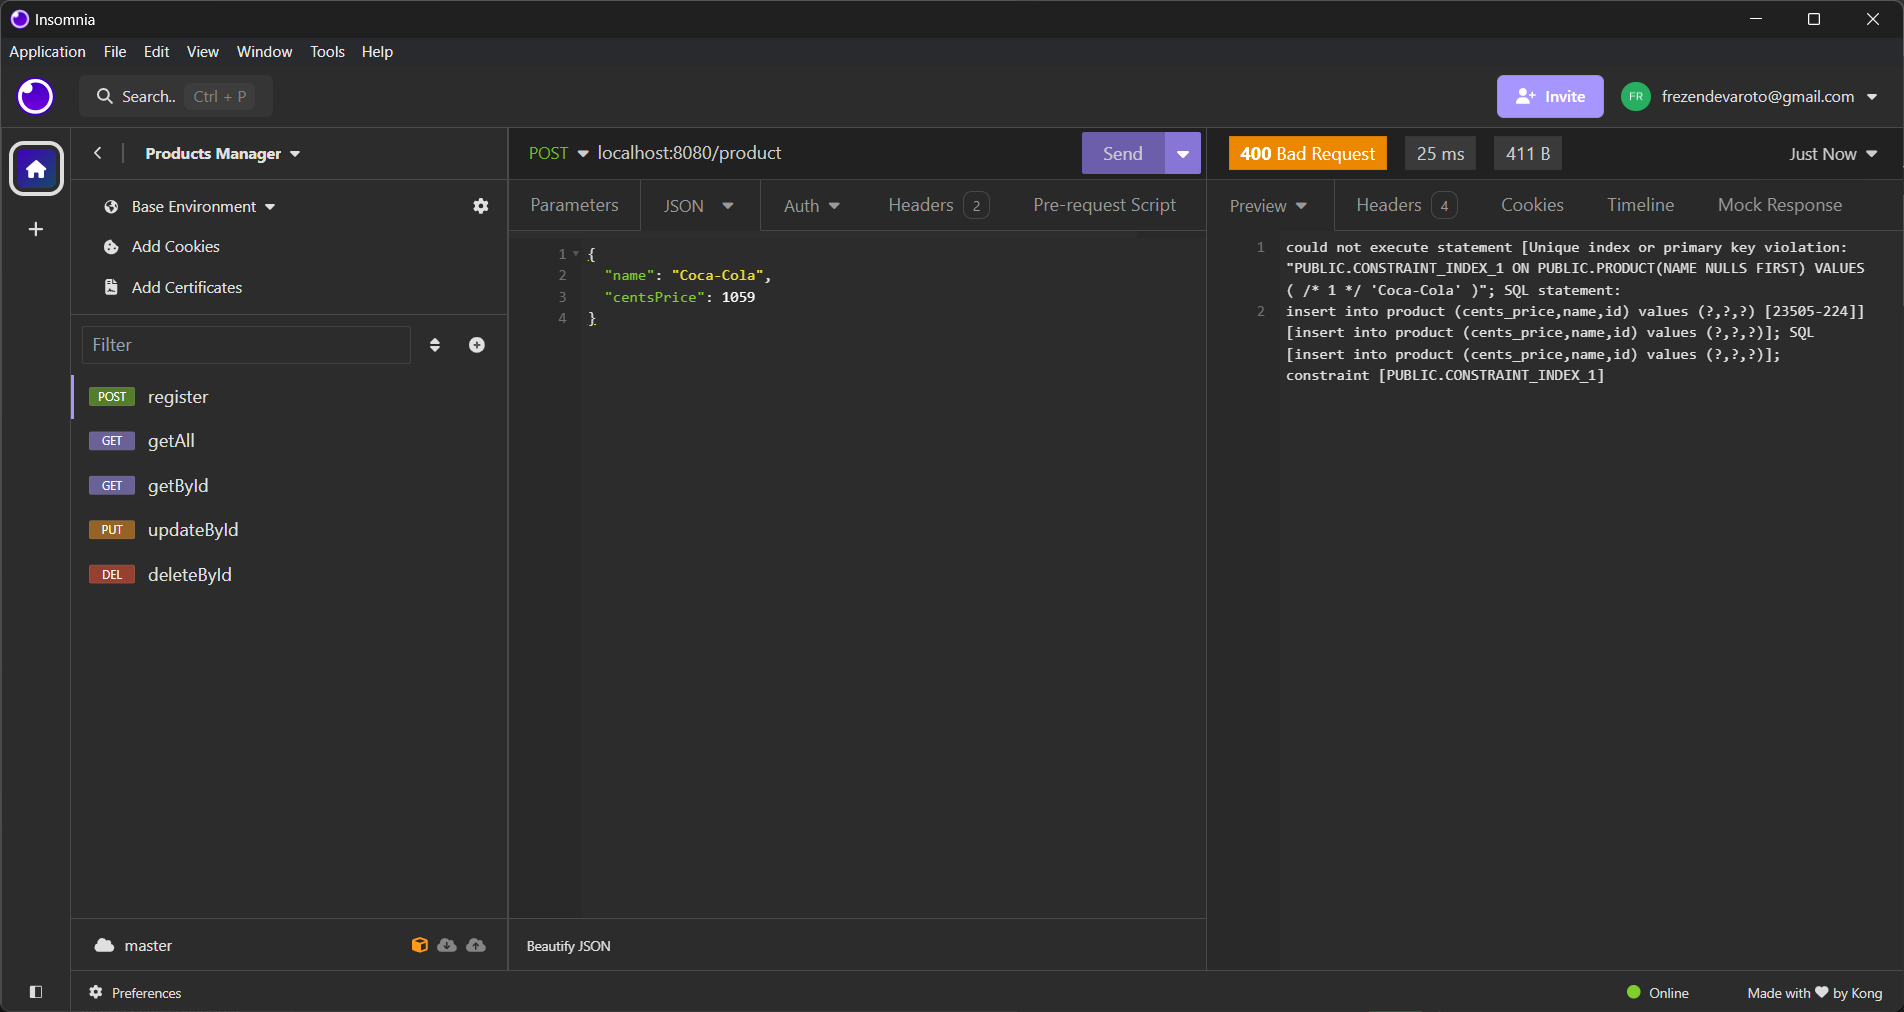 Insomnia
Application File Edit View Window Tools Help
Search.. Ctrl + P
Invite
FR frezendevaroto@gmail.com
Products Manager
POST localhost:8080/product Send
400 Bad Request 25 ms 411 B Just Now
Base Environment
Add Cookies
Add Certificates
Filter
POST register
GET getAll
GET getById
PUT updateById
DEL deleteById
master
Parameters JSON Auth Headers 2 Pre-request Script
1 {
2 "name": "Coca-Cola",
3 "centsPrice": 1059
4 }
Beautify JSON
Preview Headers 4 Cookies Timeline Mock Response
1 could not execute statement [Unique index or primary key violation:
"PUBLIC.CONSTRAINT_INDEX_1 ON PUBLIC.PRODUCT(NAME NULLS FIRST) VALUES
( /* 1 */ 'Coca-Cola' )"; SQL statement:
2 insert into product (cents_price,name,id) values (?,?,?) [23505-224]]
[insert into product (cents_price,name,id) values (?,?,?)]; SQL
[insert into product (cents_price,name,id) values (?,?,?)];
constraint [PUBLIC.CONSTRAINT_INDEX_1]
Preferences
Online
Made with by Kong